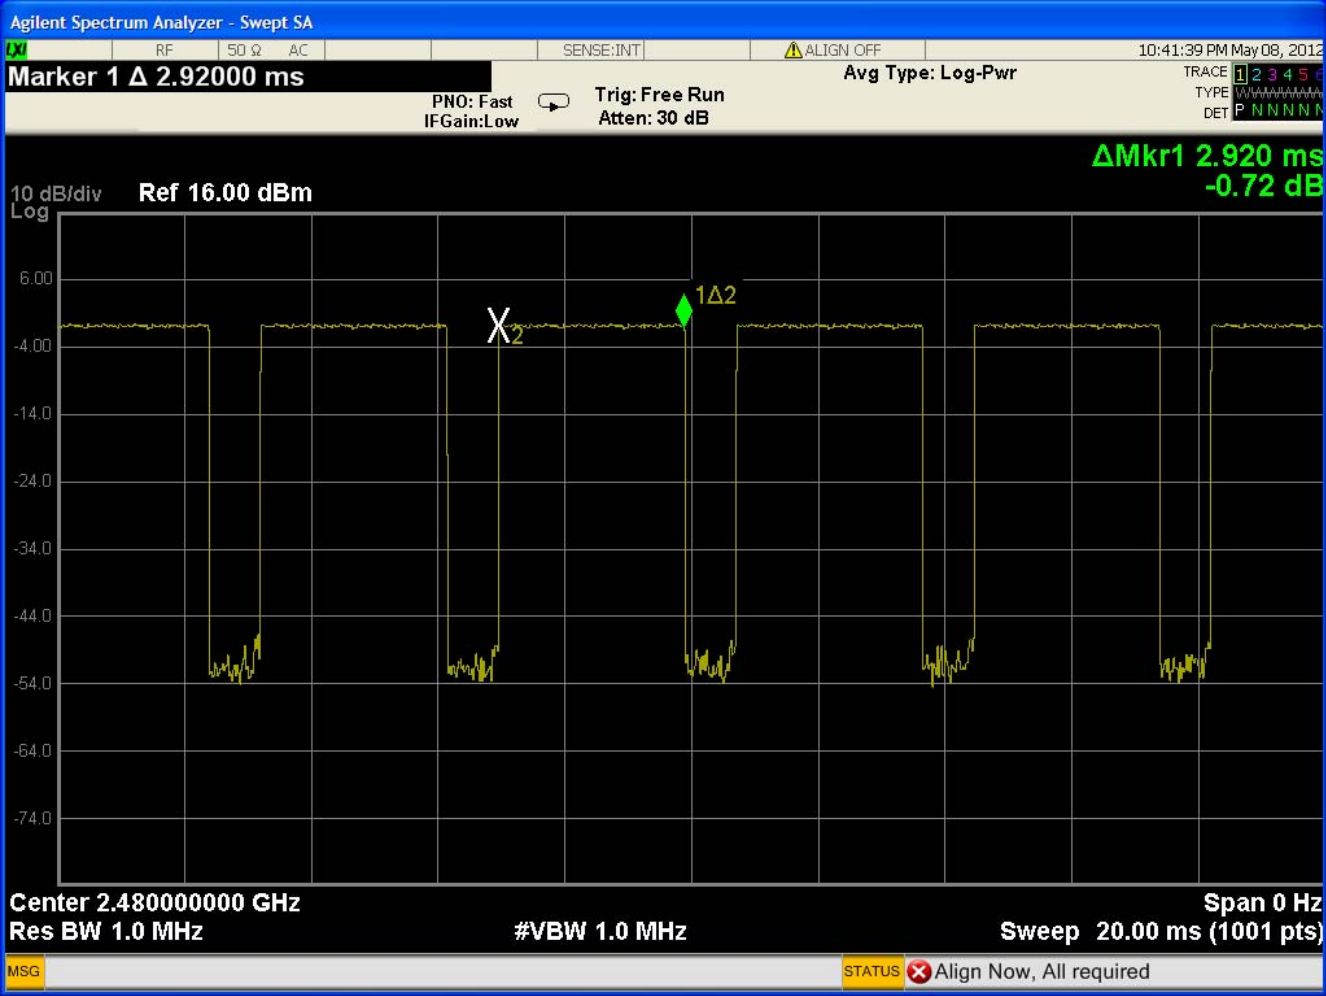 Agilent Spectrum Analyzer - Swept SA
LXI RF 50 Ω AC SENSE:INT ALIGN OFF 10:41:39 PM May 08, 2012
Marker 1 Δ 2.92000 ms
Avg Type: Log-Pwr
TRACE 1 2 3 4 5 6
PNO: Fast
IFGain:Low
Trig: Free Run
Atten: 30 dB
TYPE
DET P N N N N N
ΔMkr1 2.920 ms
-0.72 dB
10 dB/div Ref 16.00 dBm
Log
6.00
1Δ2
X2
-4.00
-14.0
-24.0
-34.0
-44.0
-54.0
-64.0
-74.0
Center 2.480000000 GHz Span 0 Hz
Res BW 1.0 MHz #VBW 1.0 MHz Sweep 20.00 ms (1001 pts)
MSG STATUS Align Now, All required